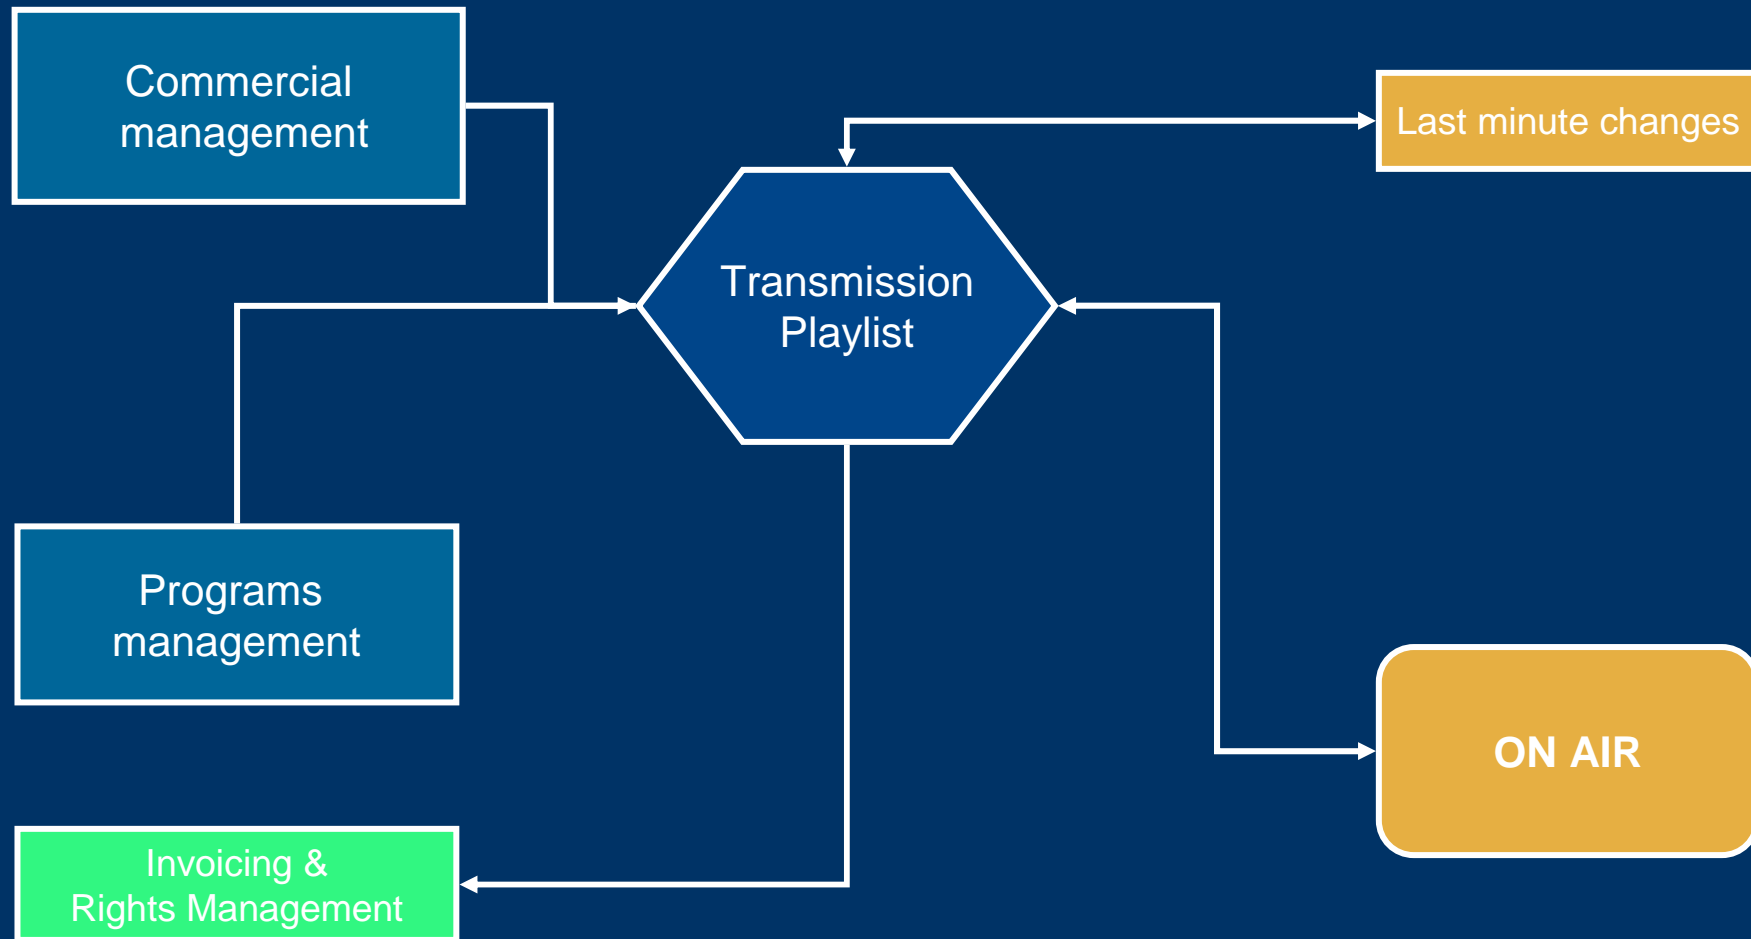 Commercial
management
Last minute changes
Transmission
Playlist
Programs
management
ON AIR
Invoicing &
Rights Management